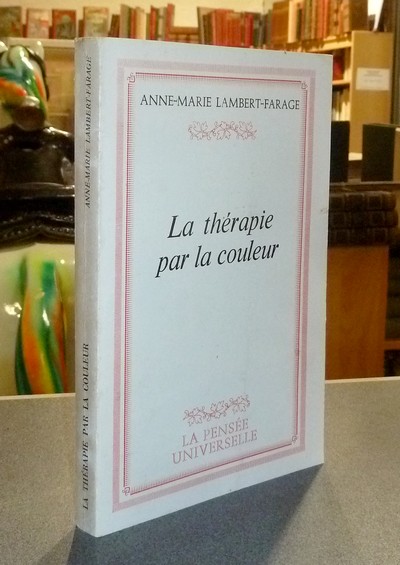 ANNE-MARIE LAMBERT-FARAGE
La thérapie
par la couleur
LA PENSÉE
UNIVERSELLE
LA THÉRAPIE PAR LA COULEUR
ANNE-MARIE LAMBERT-FARAGE